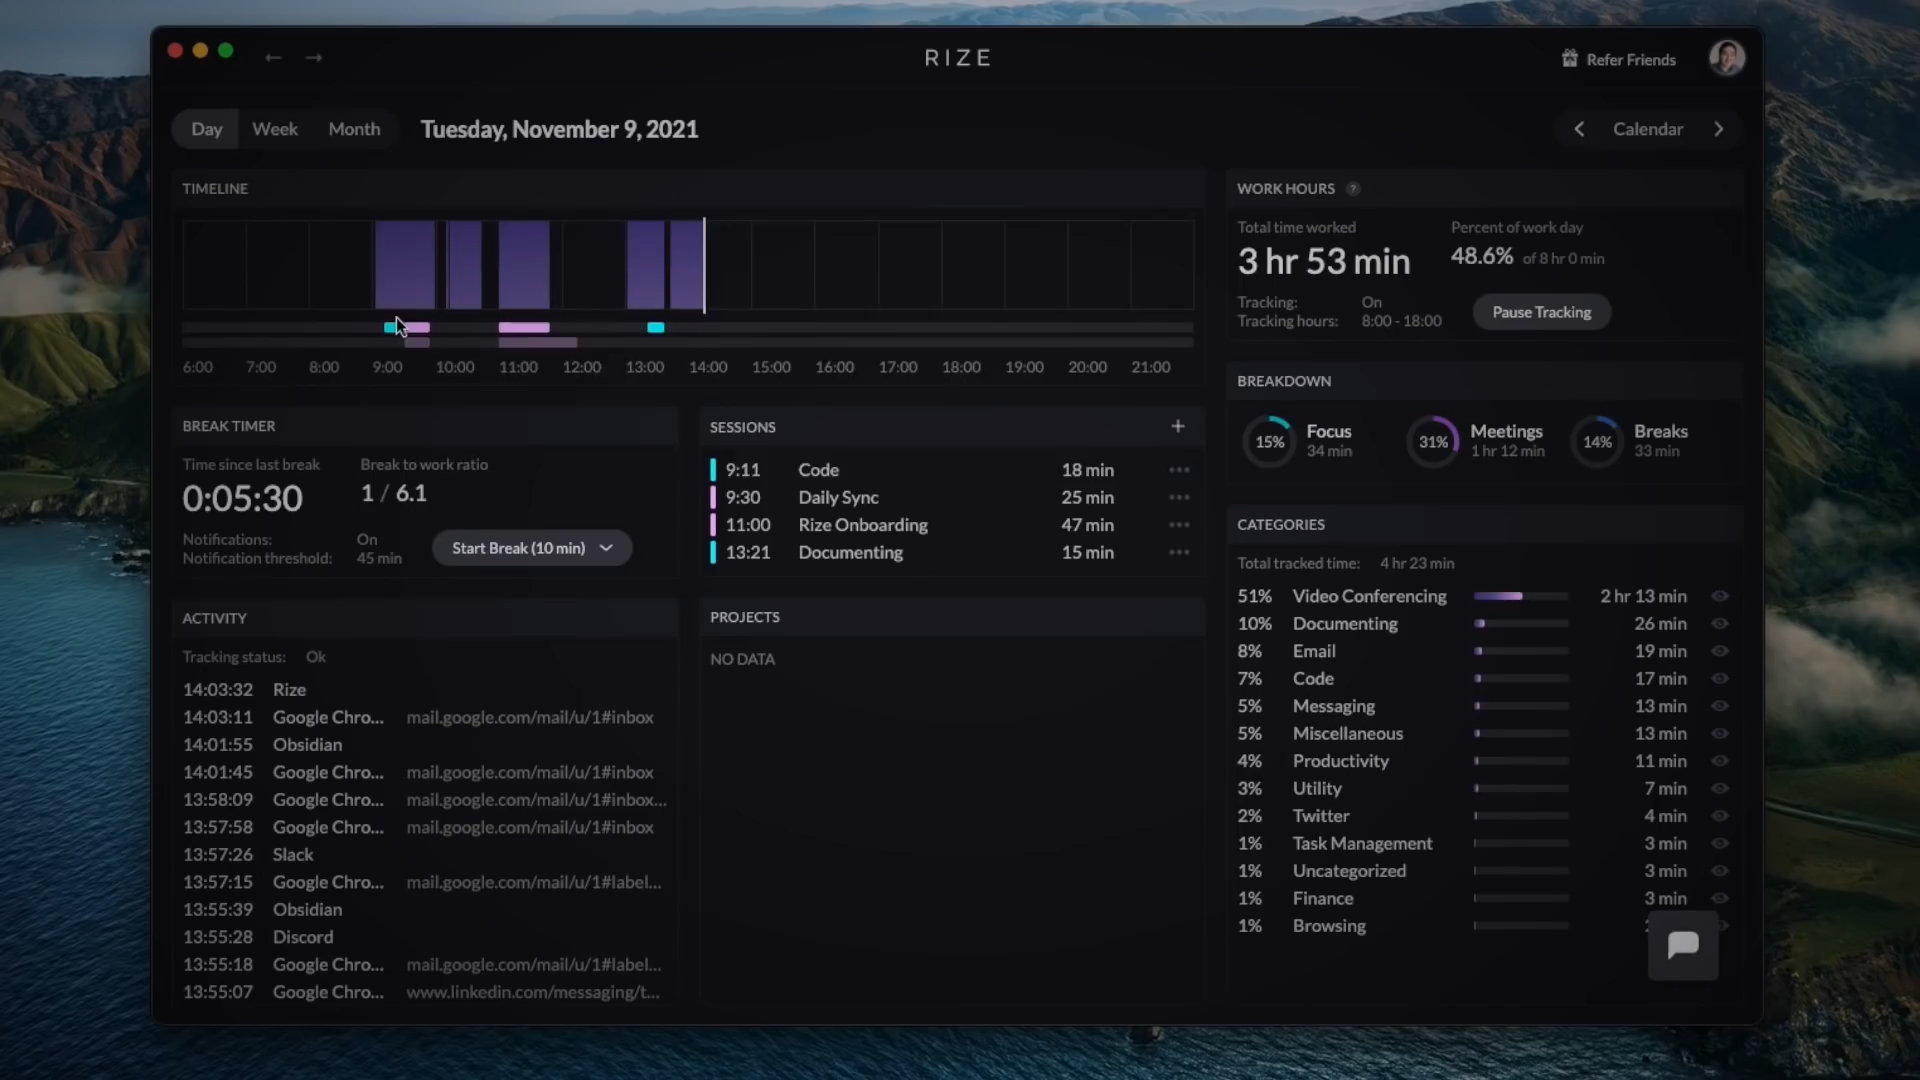 RIZE
Refer Friends
Day Week Month Tuesday, November 9, 2021
Calendar
TIMELINE
6:00 7:00 8:00 9:00 10:00 11:00 12:00 13:00 14:00 15:00 16:00 17:00 18:00 19:00 20:00 21:00
WORK HOURS ?
Total time worked
3 hr 53 min
Percent of work day
48.6% of 8 hr 0 min
Tracking: On
Tracking hours: 8:00 - 18:00
Pause Tracking
BREAK TIMER
Time since last break
0:05:30
Break to work ratio
1 / 6.1
Notifications: On
Notification threshold: 45 min
Start Break (10 min)
SESSIONS +
9:11 Code 18 min
9:30 Daily Sync 25 min
11:00 Rize Onboarding 47 min
13:21 Documenting 15 min
BREAKDOWN
15% Focus
34 min
31% Meetings
1 hr 12 min
14% Breaks
33 min
ACTIVITY
Tracking status: Ok
14:03:32 Rize
14:03:11 Google Chro... mail.google.com/mail/u/1#inbox
14:01:55 Obsidian
14:01:45 Google Chro... mail.google.com/mail/u/1#inbox
13:58:09 Google Chro... mail.google.com/mail/u/1#inbox...
13:57:58 Google Chro... mail.google.com/mail/u/1#inbox
13:57:26 Slack
13:57:15 Google Chro... mail.google.com/mail/u/1#label...
13:55:39 Obsidian
13:55:28 Discord
13:55:18 Google Chro... mail.google.com/mail/u/1#label...
13:55:07 Google Chro... www.linkedin.com/messaging/t...
PROJECTS
NO DATA
CATEGORIES
Total tracked time: 4 hr 23 min
51% Video Conferencing 2 hr 13 min
10% Documenting 26 min
8% Email 19 min
7% Code 17 min
5% Messaging 13 min
5% Miscellaneous 13 min
4% Productivity 11 min
3% Utility 7 min
2% Twitter 4 min
1% Task Management 3 min
1% Uncategorized 3 min
1% Finance 3 min
1% Browsing